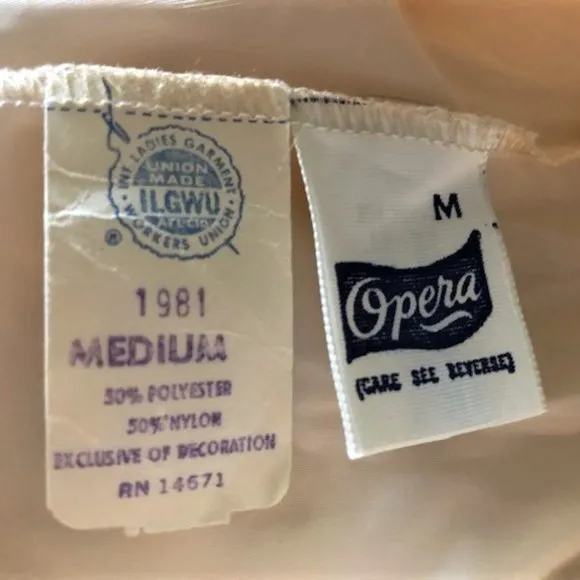 INT. LADIES GARMENT WORKERS UNION
UNION
MADE
ILGWU
AFL-CIO
®
1981
MEDIUM
50% POLYESTER
50% NYLON
EXCLUSIVE OF DECORATION
RN 14671
M
Opera
(CARE SEE REVERSE)